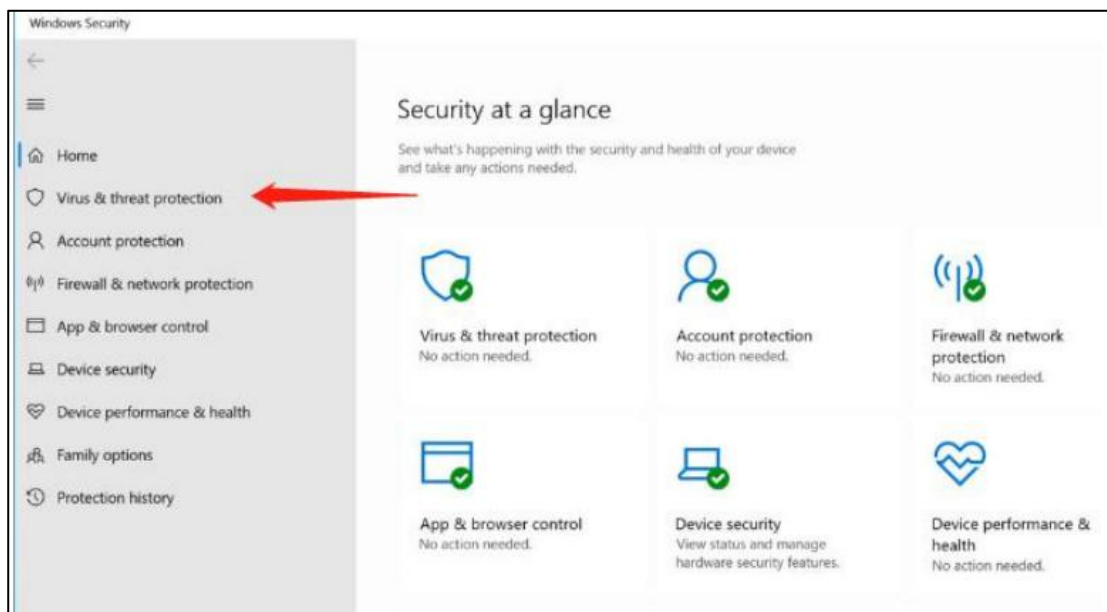 Windows Security
Home
Virus & threat protection
Account protection
Firewall & network protection
App & browser control
Device security
Device performance & health
Family options
Protection history
Security at a glance
See what's happening with the security and health of your device
and take any actions needed.
Virus & threat protection
No action needed.
Account protection
No action needed.
Firewall & network
protection
No action needed.
App & browser control
No action needed.
Device security
View status and manage
hardware security features.
Device performance &
health
No action needed.